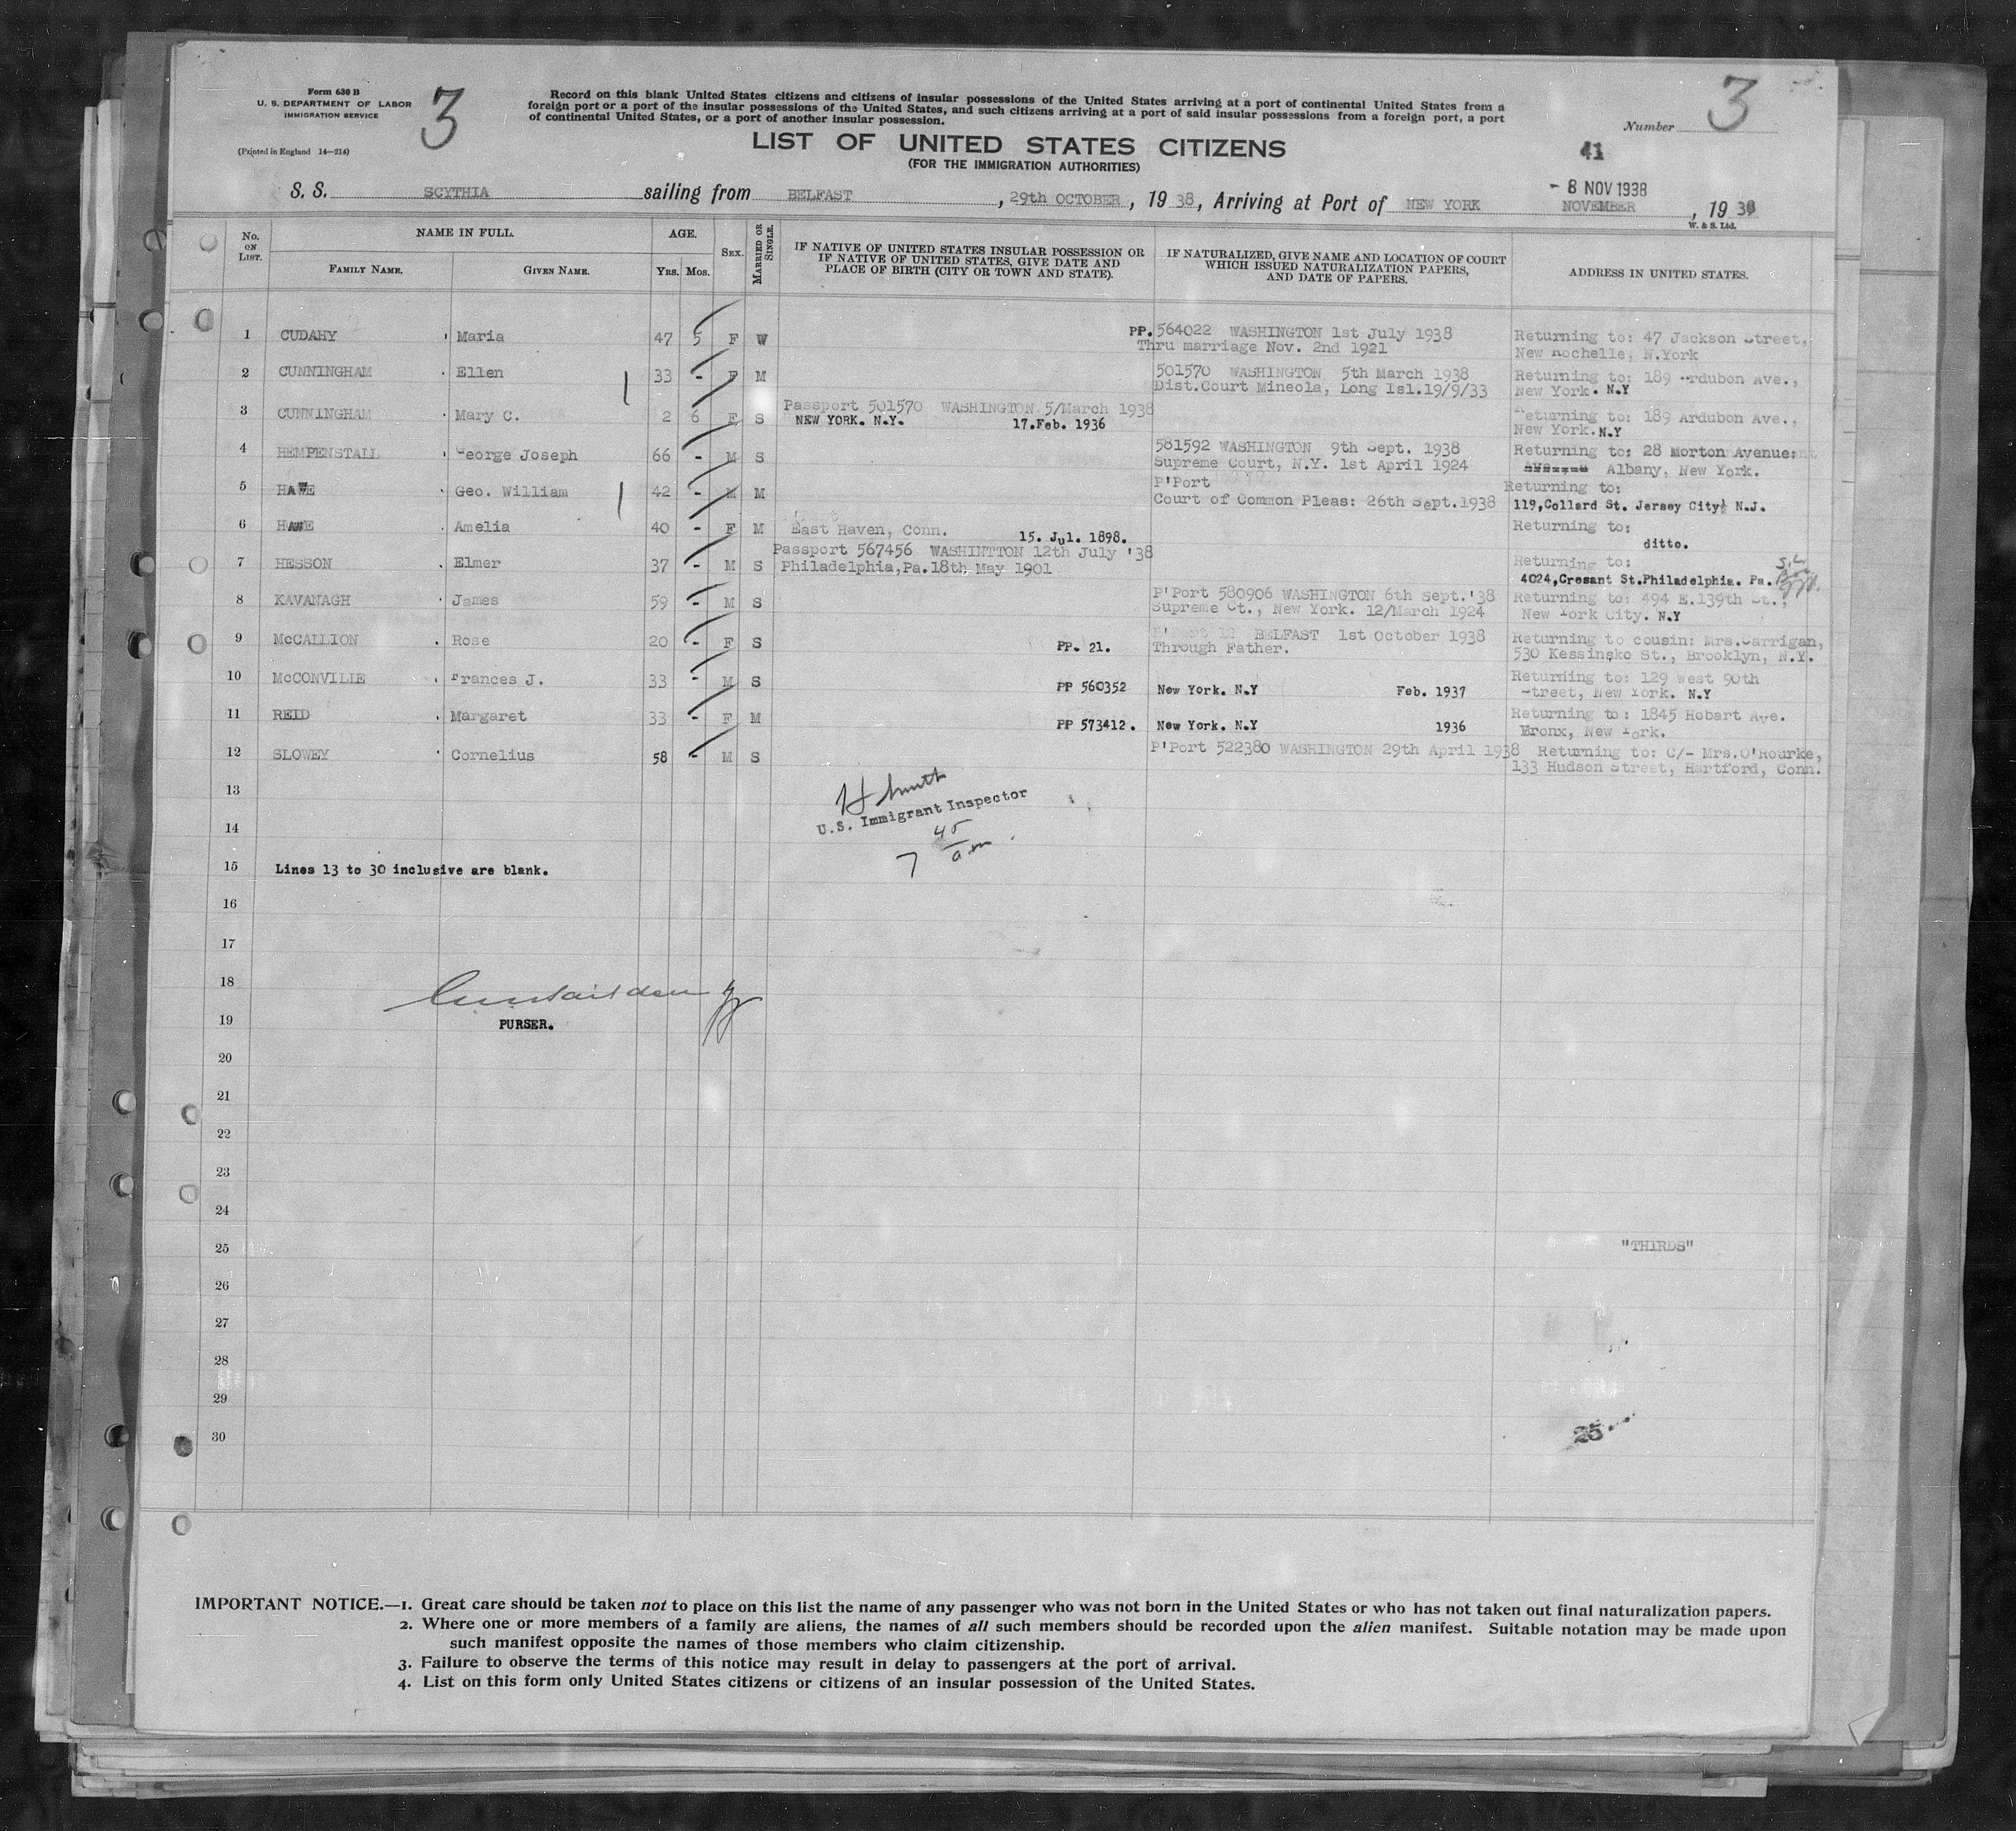 Form 630 B
U. S. DEPARTMENT OF LABOR
IMMIGRATION SERVICE
(Printed in England 14—214)
3
Record on this blank United States citizens and citizens of insular possessions of the United States arriving at a port of continental United States from a
foreign port or a port of the insular possessions of the United States, and such citizens arriving at a port of said insular possessions from a foreign port, a port
of continental United States, or a port of another insular possession.
LIST OF UNITED STATES CITIZENS
(FOR THE IMMIGRATION AUTHORITIES)
Number 3
41
- 8 NOV 1938
S. S. SCYTHIA sailing from BELFAST, 29th OCTOBER, 19 38, Arriving at Port of NEW YORK NOVEMBER, 19 38
W. & S. Ltd.
No. ON LIST. NAME IN FULL. FAMILY NAME. GIVEN NAME. AGE. YRS. MOS. SEX. MARRIED OR SINGLE. IF NATIVE OF UNITED STATES INSULAR POSSESSION OR IF NATIVE OF UNITED STATES, GIVE DATE AND PLACE OF BIRTH (CITY OR TOWN AND STATE). IF NATURALIZED, GIVE NAME AND LOCATION OF COURT WHICH ISSUED NATURALIZATION PAPERS, AND DATE OF PAPERS. ADDRESS IN UNITED STATES.
1 CUDAHY Maria 47 5 F W PP. 564022 WASHINGTON 1st July 1938 Returning to: 47 Jackson Street,
Thru marriage Nov. 2nd 1921 New Rochelle, N.York
2 CUNNINGHAM Ellen 33 - F M 501570 WASHINGTON 5th March 1938 Returning to: 189 Ardubon Ave.,
Dist.Court Mineola, Long Isl.19/9/33 New York. N.Y
3 CUNNINGHAM Mary C. 2 6 F S Passport 501570 WASHINGTON 5/March 1938 Returning to: 189 Ardubon Ave.,
NEW YORK. N.Y. 17.Feb. 1936 New York.N.Y
4 HEMPENSTALL George Joseph 66 - M S 581592 WASHINGTON 9th Sept. 1938 Returning to: 28 Morton Avenue:
Supreme Court, N.Y. 1st April 1924 Albany, New York.
5 HAWE Geo. William 42 - M M P'Port Returning to:
Court of Common Pleas: 26th Sept.1938 119,Collard St. Jersey City. N.J.
6 HAWE Amelia 40 - F M East Haven, Conn. 15. Jul. 1898. Returning to:
ditto.
7 HESSON Elmer 37 - M S Passport 567456 WASHINTTON 12th July '38 Returning to:
Philadelphia,Pa.18th May 1901 4024,Cresant St.Philadelphia. Pa.
8 KAVANAGH James 59 - M S P'Port 580906 WASHINGTON 6th Sept.'38 Returning to: 494 E.139th St.,
Supreme Ct., New York. 12/March 1924 New York City. N.Y
9 McCALLION Rose 20 - F S PP. 21. P'Port 12 BELFAST 1st October 1938 Returning to cousin: Mrs.Carrigan,
Through Father. 530 Kessinsko St., Brooklyn, N.Y.
10 McCONVILLE Frances J. 33 - M S PP 560352 New York. N.Y Feb. 1937 Returning to: 129 West 90th
Street, New York. N.Y
11 REID Margaret 33 - F M PP 573412. New York. N.Y 1936 Returning to: 1845 Hobart Ave.
Bronx, New York.
12 SLOWEY Cornelius 58 - M S P'Port 522380 WASHINGTON 29th April 1938 Returning to: C/- Mrs.O'Rourke,
133 Hudson Street, Hartford, Conn.
13
H Smith
U.S. Immigrant Inspector
14
7 45 am
15 Lines 13 to 30 inclusive are blank.
16
17
18
19 PURSER.
20
21
22
23
24
25 "THIRDS"
26
27
28
29
30 25
IMPORTANT NOTICE.—1. Great care should be taken not to place on this list the name of any passenger who was not born in the United States or who has not taken out final naturalization papers.
2. Where one or more members of a family are aliens, the names of all such members should be recorded upon the alien manifest. Suitable notation may be made upon
such manifest opposite the names of those members who claim citizenship.
3. Failure to observe the terms of this notice may result in delay to passengers at the port of arrival.
4. List on this form only United States citizens or citizens of an insular possession of the United States.